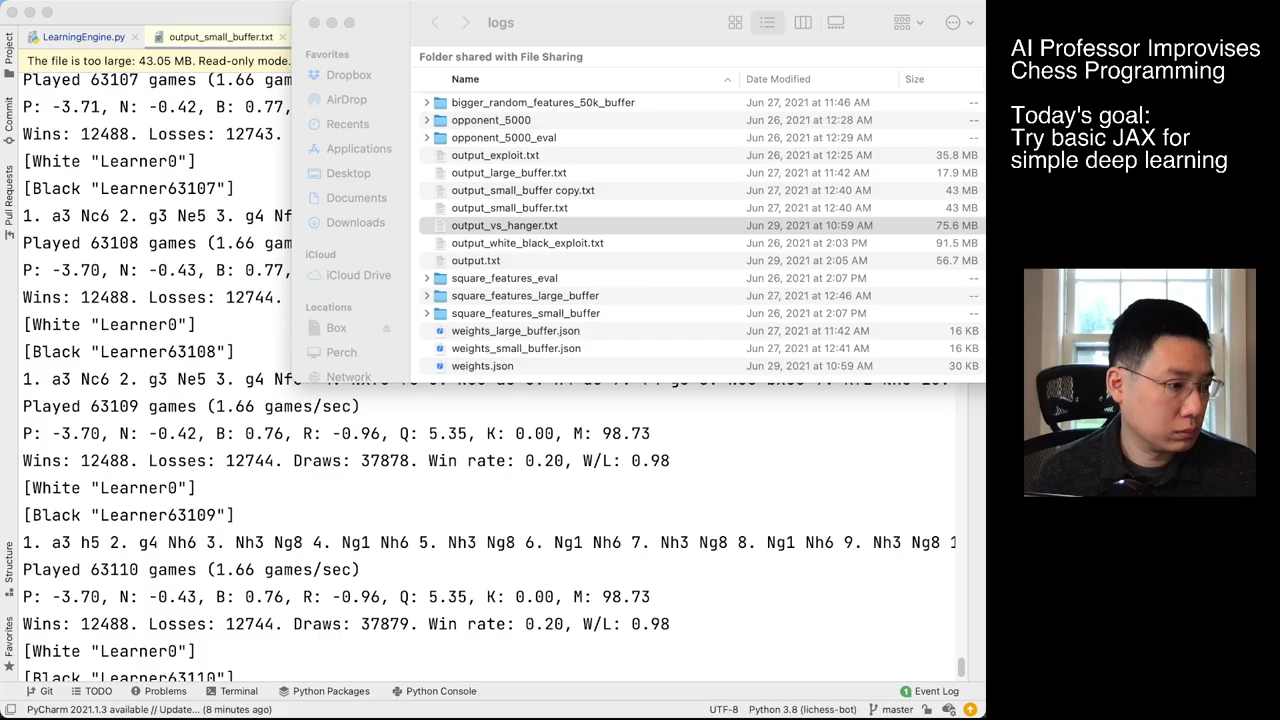 LearningEngine.py
output_small_buffer.txt
The file is too large: 43.05 MB. Read-only mode.
Played 63107 games (1.66 games/sec)
P: -3.71, N: -0.42, B: 0.77,
Wins: 12488. Losses: 12743.
[White "Learner0"]
[Black "Learner63107"]
1. a3 Nc6 2. g3 Ne5 3. g4 Nf
Played 63108 games (1.66 gam
P: -3.70, N: -0.43, B: 0.77,
Wins: 12488. Losses: 12744.
[White "Learner0"]
[Black "Learner63108"]
1. a3 Nc6 2. g3 Ne5 3. g4
Played 63109 games (1.66 games/sec)
P: -3.70, N: -0.42, B: 0.76, R: -0.96, Q: 5.35, K: 0.00, M: 98.73
Wins: 12488. Losses: 12744. Draws: 37878. Win rate: 0.20, W/L: 0.98
[White "Learner0"]
[Black "Learner63109"]
1. a3 h5 2. g4 Nh6 3. Nh3 Ng8 4. Ng1 Nh6 5. Nh3 Ng8 6. Ng1 Nh6 7. Nh3 Ng8 8. Ng1 Nh6 9. Nh3 Ng8 1
Played 63110 games (1.66 games/sec)
P: -3.70, N: -0.43, B: 0.76, R: -0.96, Q: 5.35, K: 0.00, M: 98.73
Wins: 12488. Losses: 12744. Draws: 37879. Win rate: 0.20, W/L: 0.98
[White "Learner0"]
[Black "Learner63110"]
Project
Commit
Pull Requests
Structure
Favorites
logs
Favorites
Dropbox
AirDrop
Recents
Applications
Desktop
Documents
Downloads
iCloud
iCloud Drive
Locations
Box
Perch
Network
Folder shared with File Sharing
Name Date Modified Size
bigger_random_features_50k_buffer Jun 27, 2021 at 11:46 AM --
opponent_5000 Jun 26, 2021 at 12:28 AM --
opponent_5000_eval Jun 26, 2021 at 12:29 AM --
output_exploit.txt Jun 26, 2021 at 12:25 AM 35.8 MB
output_large_buffer.txt Jun 27, 2021 at 11:42 AM 17.9 MB
output_small_buffer copy.txt Jun 27, 2021 at 12:40 AM 43 MB
output_small_buffer.txt Jun 27, 2021 at 12:40 AM 43 MB
output_vs_hanger.txt Jun 29, 2021 at 10:59 AM 75.6 MB
output_white_black_exploit.txt Jun 26, 2021 at 2:03 PM 91.5 MB
output.txt Jun 29, 2021 at 2:05 AM 56.7 MB
square_features_eval Jun 26, 2021 at 2:07 PM --
square_features_large_buffer Jun 27, 2021 at 12:46 AM --
square_features_small_buffer Jun 26, 2021 at 2:07 PM --
weights_large_buffer.json Jun 27, 2021 at 11:42 AM 16 KB
weights_small_buffer.json Jun 27, 2021 at 12:41 AM 16 KB
weights.json Jun 29, 2021 at 10:59 AM 30 KB
Git TODO Problems Terminal Python Packages Python Console 1 Event Log
PyCharm 2021.1.3 available // Update... (8 minutes ago) UTF-8 Python 3.8 (lichess-bot) master
AI Professor Improvises
Chess Programming
Today's goal:
Try basic JAX for
simple deep learning